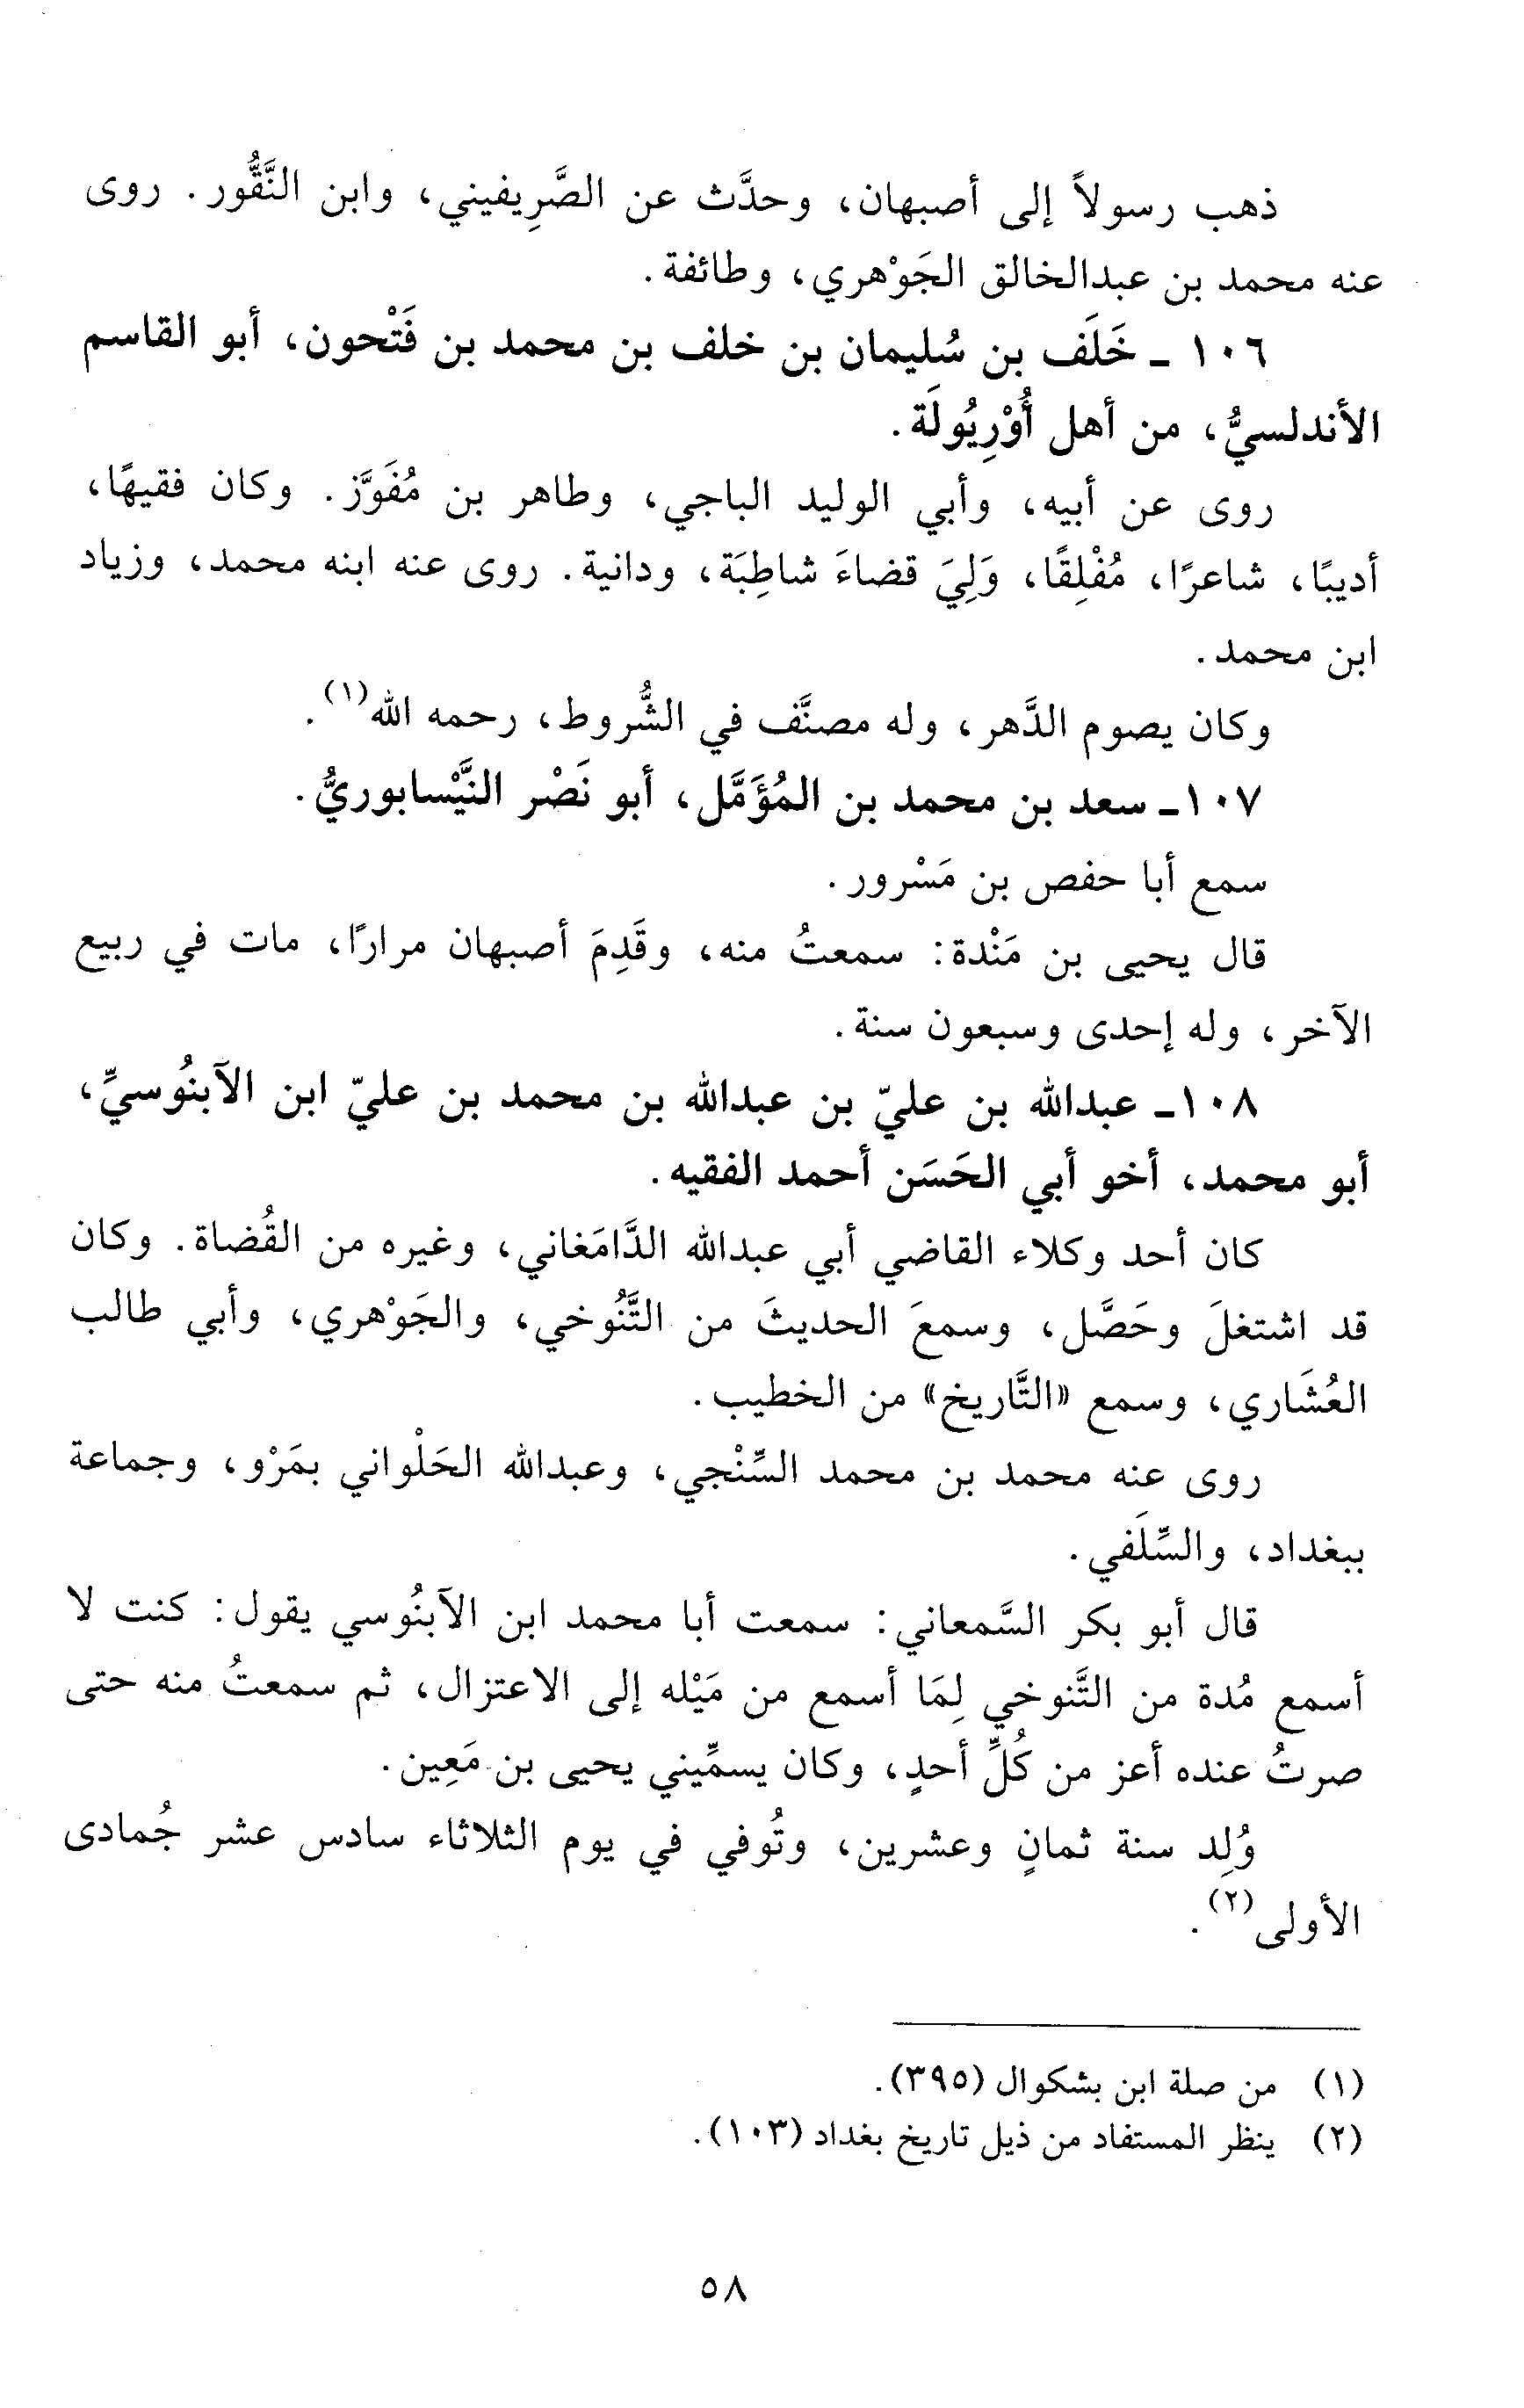 ذهب رسولاً إلى أصبهان، وحدَّث عن الصَّرِيفيني، وابن النَّقُّور. روى
عنه محمد بن عبدالخالق الجَوْهري، وطائفة.
١٠٦ ـ خَلَف بن سُليمان بن خلف بن محمد بن فَتْحون، أبو القاسم
الأندلسيُّ، من أهل أُوْرِيُولَة.
روى عن أبيه، وأبي الوليد الباجي، وطاهر بن مُفَوَّز. وكان فقيهًا،
أديبًا، شاعرًا، مُفْلِقًا، وَلِيَ قضاءَ شاطِبَة، ودانية. روى عنه ابنه محمد، وزياد
ابن محمد.
وكان يصوم الدَّهر، وله مصنَّف في الشُّروط، رحمه الله(١).
١٠٧ـ سعد بن محمد بن المُؤَمَّل، أبو نَصْر النَّيْسابوريُّ.
سمع أبا حفص بن مَسْرور.
قال يحيى بن مَنْدة: سمعتُ منه، وقَدِمَ أصبهان مرارًا، مات في ربيع
الآخر، وله إحدى وسبعون سنة.
١٠٨ـ عبدالله بن عليّ بن عبدالله بن محمد بن عليّ ابن الآبنُوسيِّ،
أبو محمد، أخو أبي الحَسَن أحمد الفقيه.
كان أحد وكلاء القاضي أبي عبدالله الدَّامَغاني، وغيره من القُضاة. وكان
قد اشتغلَ وحَصَّل، وسمعَ الحديثَ من التَّنُوخي، والجَوْهري، وأبي طالب
العُشَاري، وسمع «التَّاريخ» من الخطيب.
روى عنه محمد بن محمد السِّنْجي، وعبدالله الحَلْواني بمَرْو، وجماعة
ببغداد، والسِّلَفي.
قال أبو بكر السَّمعاني: سمعت أبا محمد ابن الآبنُوسي يقول: كنت لا
أسمع مُدة من التَّنوخي لِمَا أسمع من مَيْله إلى الاعتزال، ثم سمعتُ منه حتى
صرتُ عنده أعز من كُلِّ أحدٍ، وكان يسمِّيني يحيى بن مَعِين.
وُلِد سنة ثمانٍ وعشرين، وتُوفي في يوم الثلاثاء سادس عشر جُمادى
الأولى(٢).
(١) من صلة ابن بشكوال (٣٩٥).
(٢) ينظر المستفاد من ذيل تاريخ بغداد (١٠٣).
٥٨